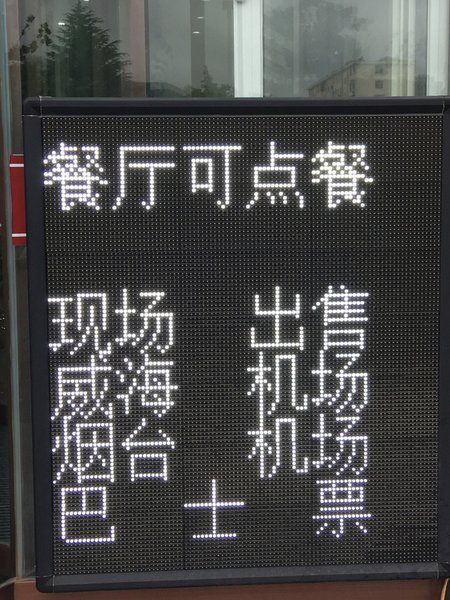 餐厅可点餐
现场 出售
威海 机场
烟台 机场
巴 士 票